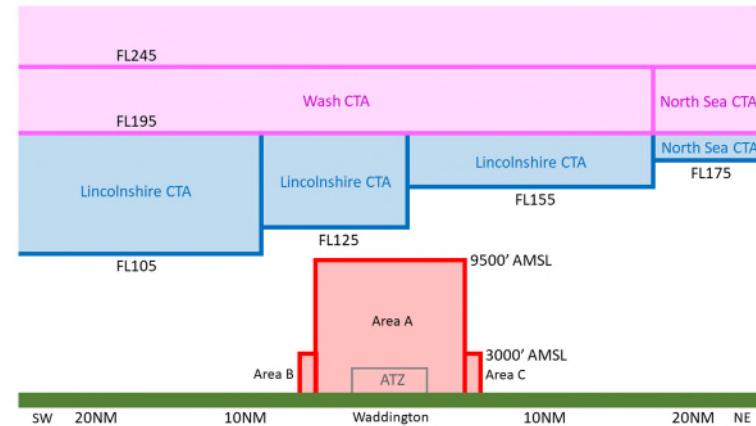 FL245
Wash CTA
North Sea CTA
FL195
Lincolnshire CTA
Lincolnshire CTA
Lincolnshire CTA
North Sea CTA
FL175
FL155
FL125
FL105
9500' AMSL
Area A
3000' AMSL
Area B
ATZ
Area C
SW 20NM 10NM Waddington 10NM 20NM NE